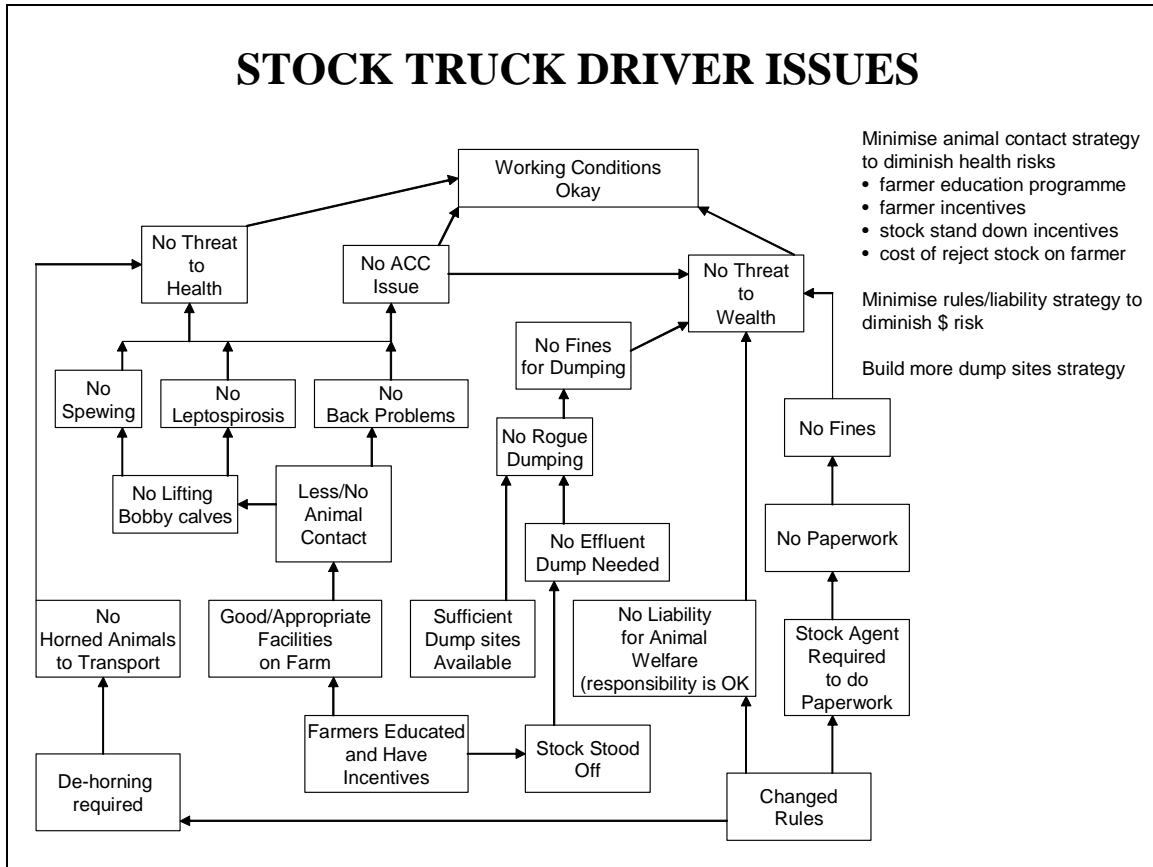 STOCK TRUCK DRIVER ISSUES
Minimise animal contact strategy
to diminish health risks
• farmer education programme
• farmer incentives
• stock stand down incentives
• cost of reject stock on farmer
Minimise rules/liability strategy to
diminish $ risk
Build more dump sites strategy
Working Conditions
Okay
No Threat
to
Health
No ACC
Issue
No Threat
to
Wealth
No Fines
for Dumping
No
Spewing
No
Leptospirosis
No
Back Problems
No Fines
No Rogue
Dumping
No Lifting
Bobby calves
Less/No
Animal
Contact
No Effluent
Dump Needed
No Paperwork
No
Horned Animals
to Transport
Good/Appropriate
Facilities
on Farm
Sufficient
Dump sites
Available
No Liability
for Animal
Welfare
(responsibility is OK
Stock Agent
Required
to do
Paperwork
Farmers Educated
and Have
Incentives
Stock Stood
Off
De-horning
required
Changed
Rules